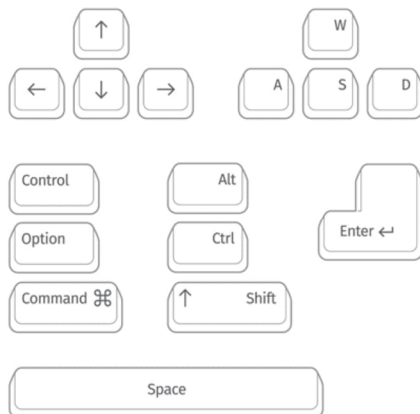 ↑ W
← ↓ → A S D
Control Alt
Option Ctrl Enter ↵
Command ⌘ ↑ Shift
Space